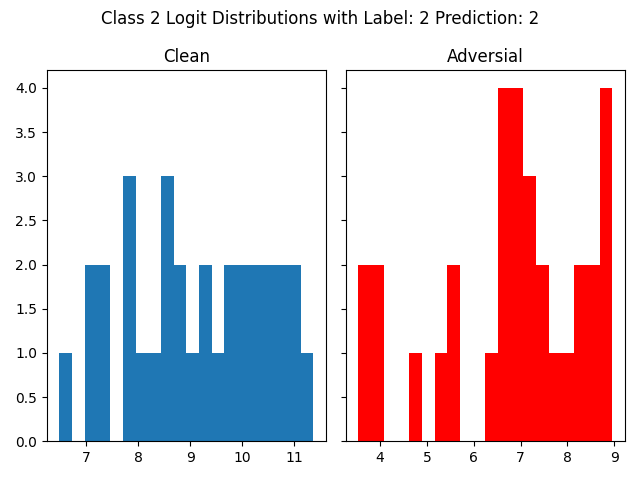 Class 2 Logit Distributions with Label: 2 Prediction: 2
Clean
Adversial
4.0
3.5
3.0
2.5
2.0
1.5
1.0
0.5
0.0
7 8 9 10 11
4 5 6 7 8 9